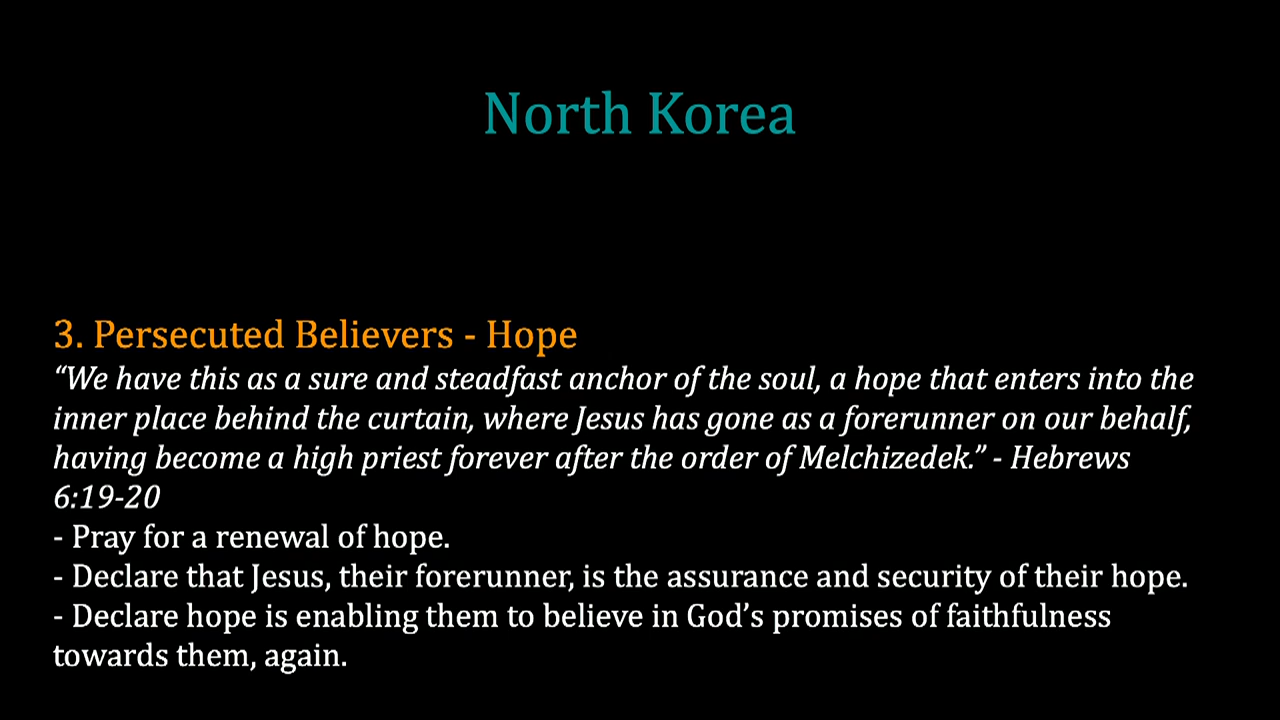 North Korea
3. Persecuted Believers - Hope
“We have this as a sure and steadfast anchor of the soul, a hope that enters into the
inner place behind the curtain, where Jesus has gone as a forerunner on our behalf,
having become a high priest forever after the order of Melchizedek.” - Hebrews
6:19-20
- Pray for a renewal of hope.
- Declare that Jesus, their forerunner, is the assurance and security of their hope.
- Declare hope is enabling them to believe in God’s promises of faithfulness
towards them, again.